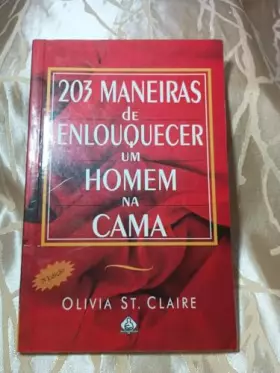 203 MANEIRAS
de
ENLOUQUECER
UM
HOMEM
NA
CAMA
OLIVIA ST. CLAIRE